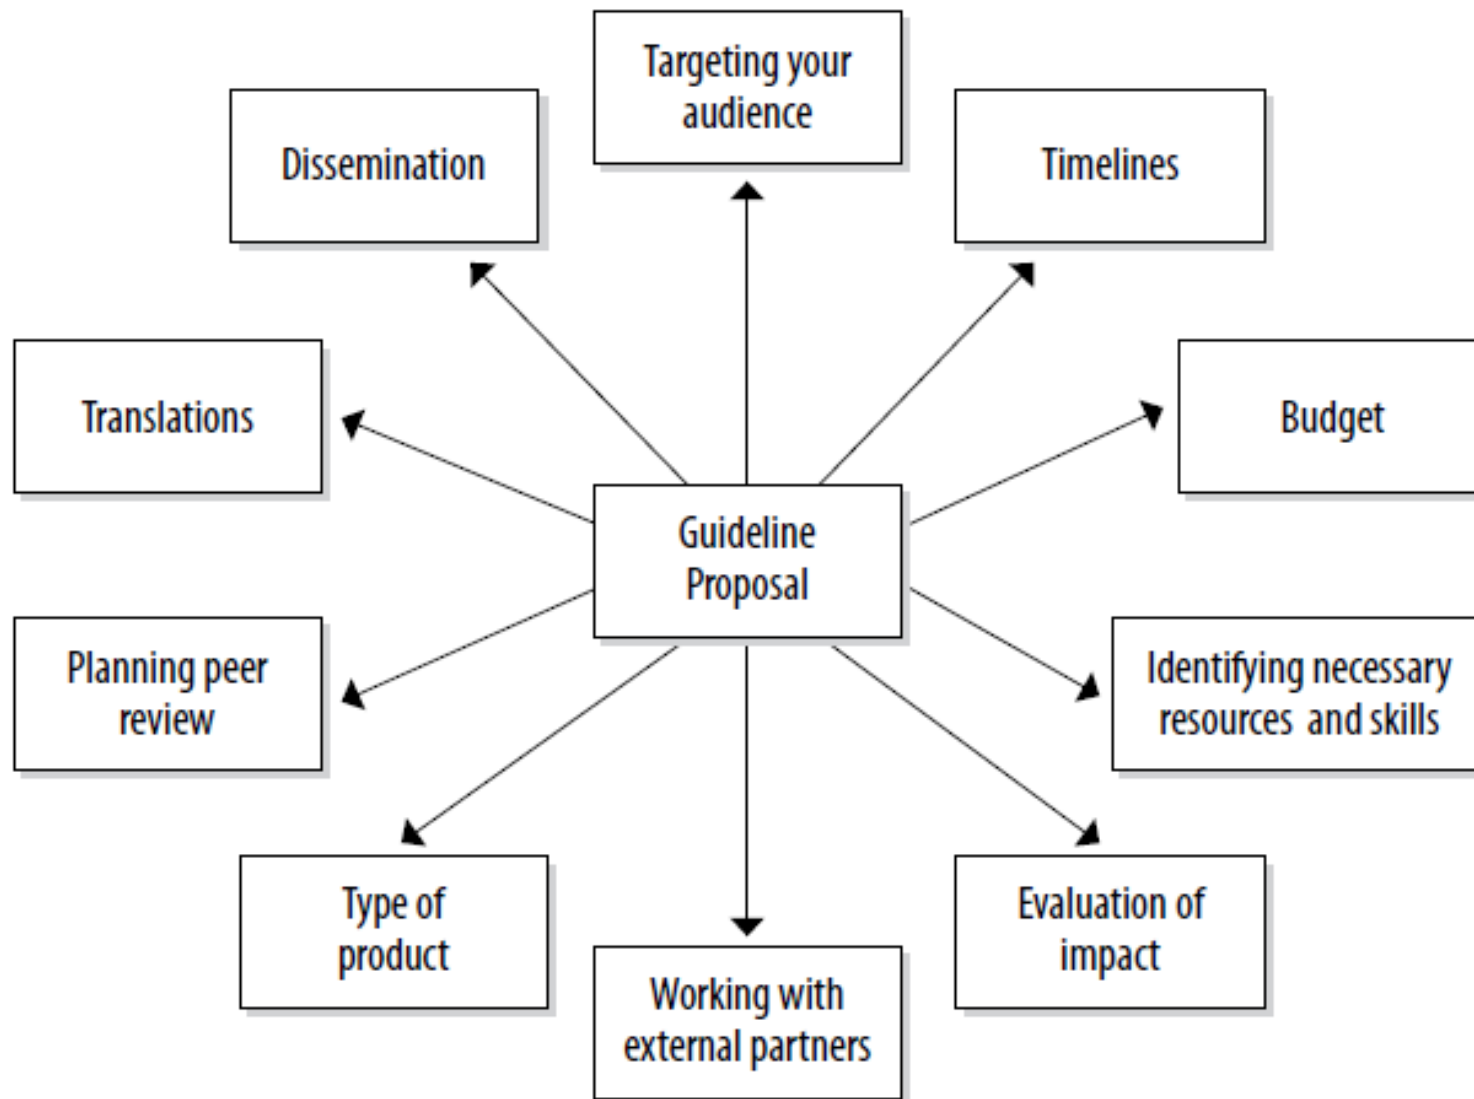 Targeting your
audience
Dissemination
Timelines
Translations
Budget
Guideline
Proposal
Planning peer
review
Identifying necessary
resources and skills
Type of
product
Evaluation of
impact
Working with
external partners